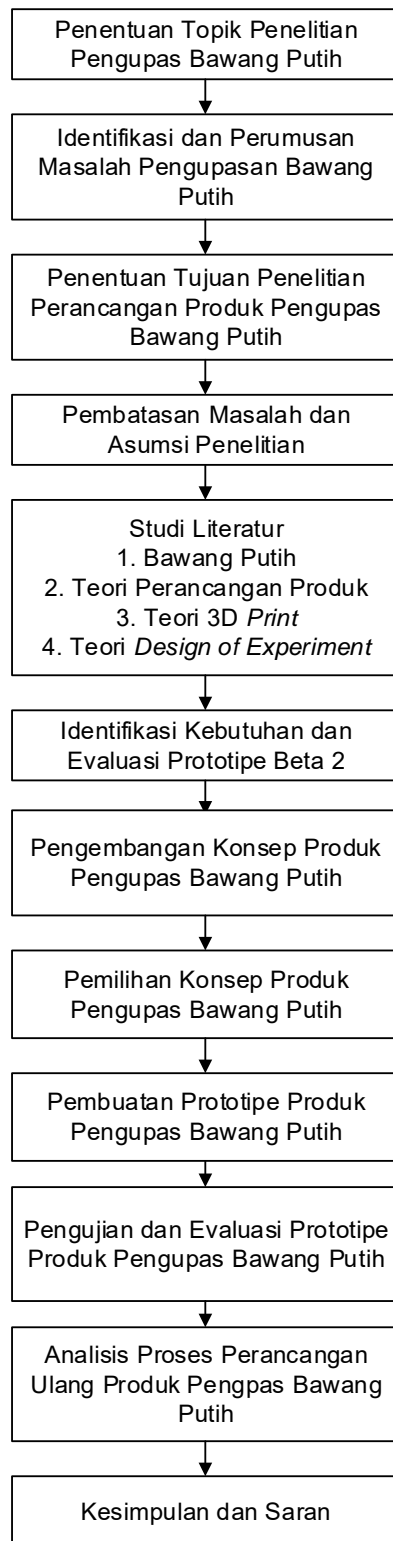 Penentuan Topik Penelitian
Pengupas Bawang Putih
Identifikasi dan Perumusan
Masalah Pengupasan Bawang
Putih
Penentuan Tujuan Penelitian
Perancangan Produk Pengupas
Bawang Putih
Pembatasan Masalah dan
Asumsi Penelitian
Studi Literatur
1. Bawang Putih
2. Teori Perancangan Produk
3. Teori 3D Print
4. Teori Design of Experiment
Identifikasi Kebutuhan dan
Evaluasi Prototipe Beta 2
Pengembangan Konsep Produk
Pengupas Bawang Putih
Pemilihan Konsep Produk
Pengupas Bawang Putih
Pembuatan Prototipe Produk
Pengupas Bawang Putih
Pengujian dan Evaluasi Prototipe
Produk Pengupas Bawang Putih
Analisis Proses Perancangan
Ulang Produk Pengpas Bawang
Putih
Kesimpulan dan Saran